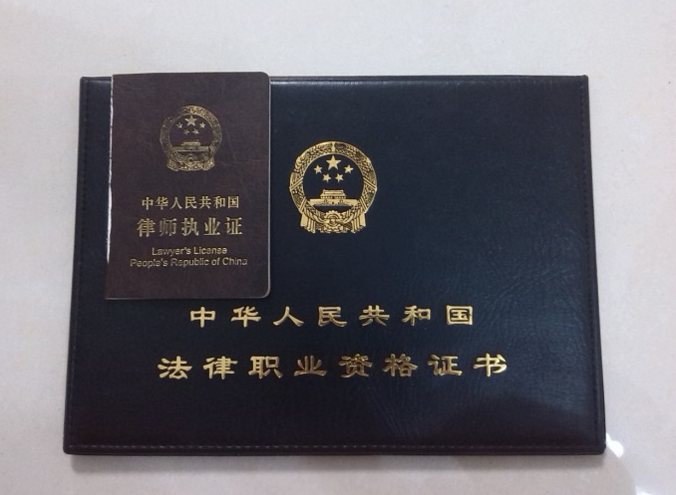 中华人民共和国
律师执业证
Lawyer's License
People's Republic of China
中华人民共和国
法律职业资格证书